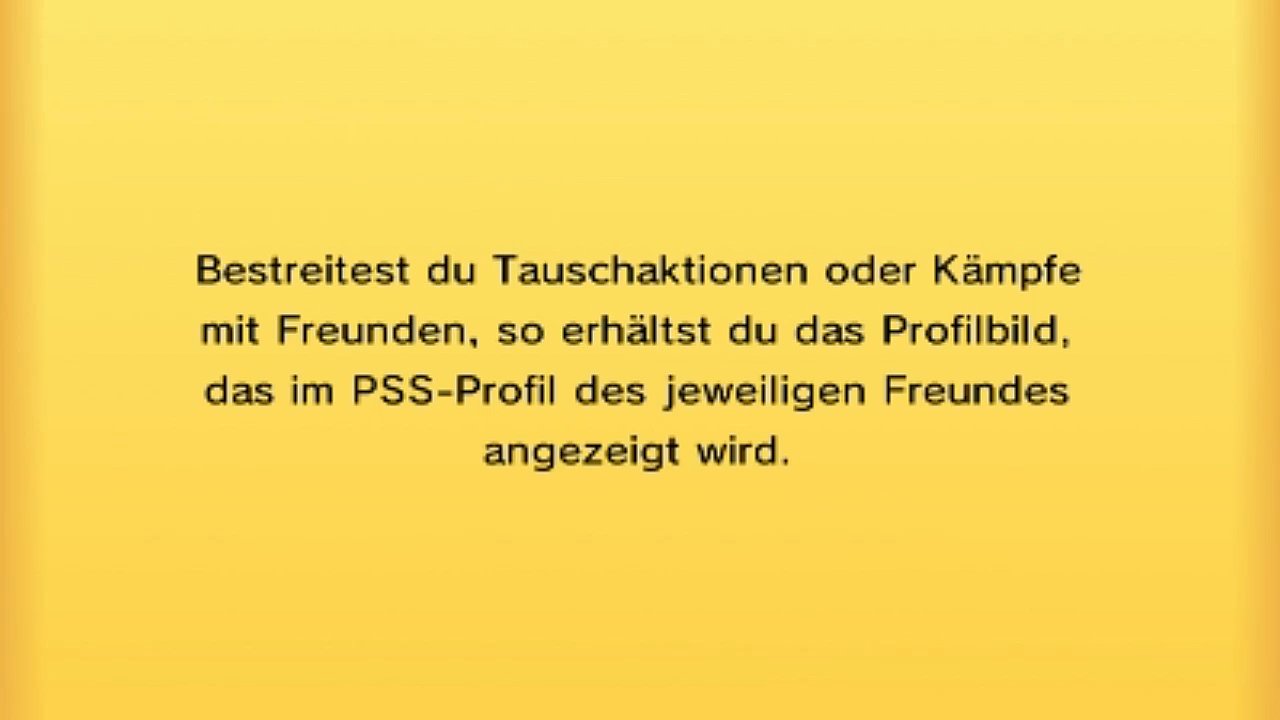 Bestreitest du Tauschaktionen oder Kämpfe
mit Freunden, so erhältst du das Profilbild,
das im PSS-Profil des jeweiligen Freundes
angezeigt wird.